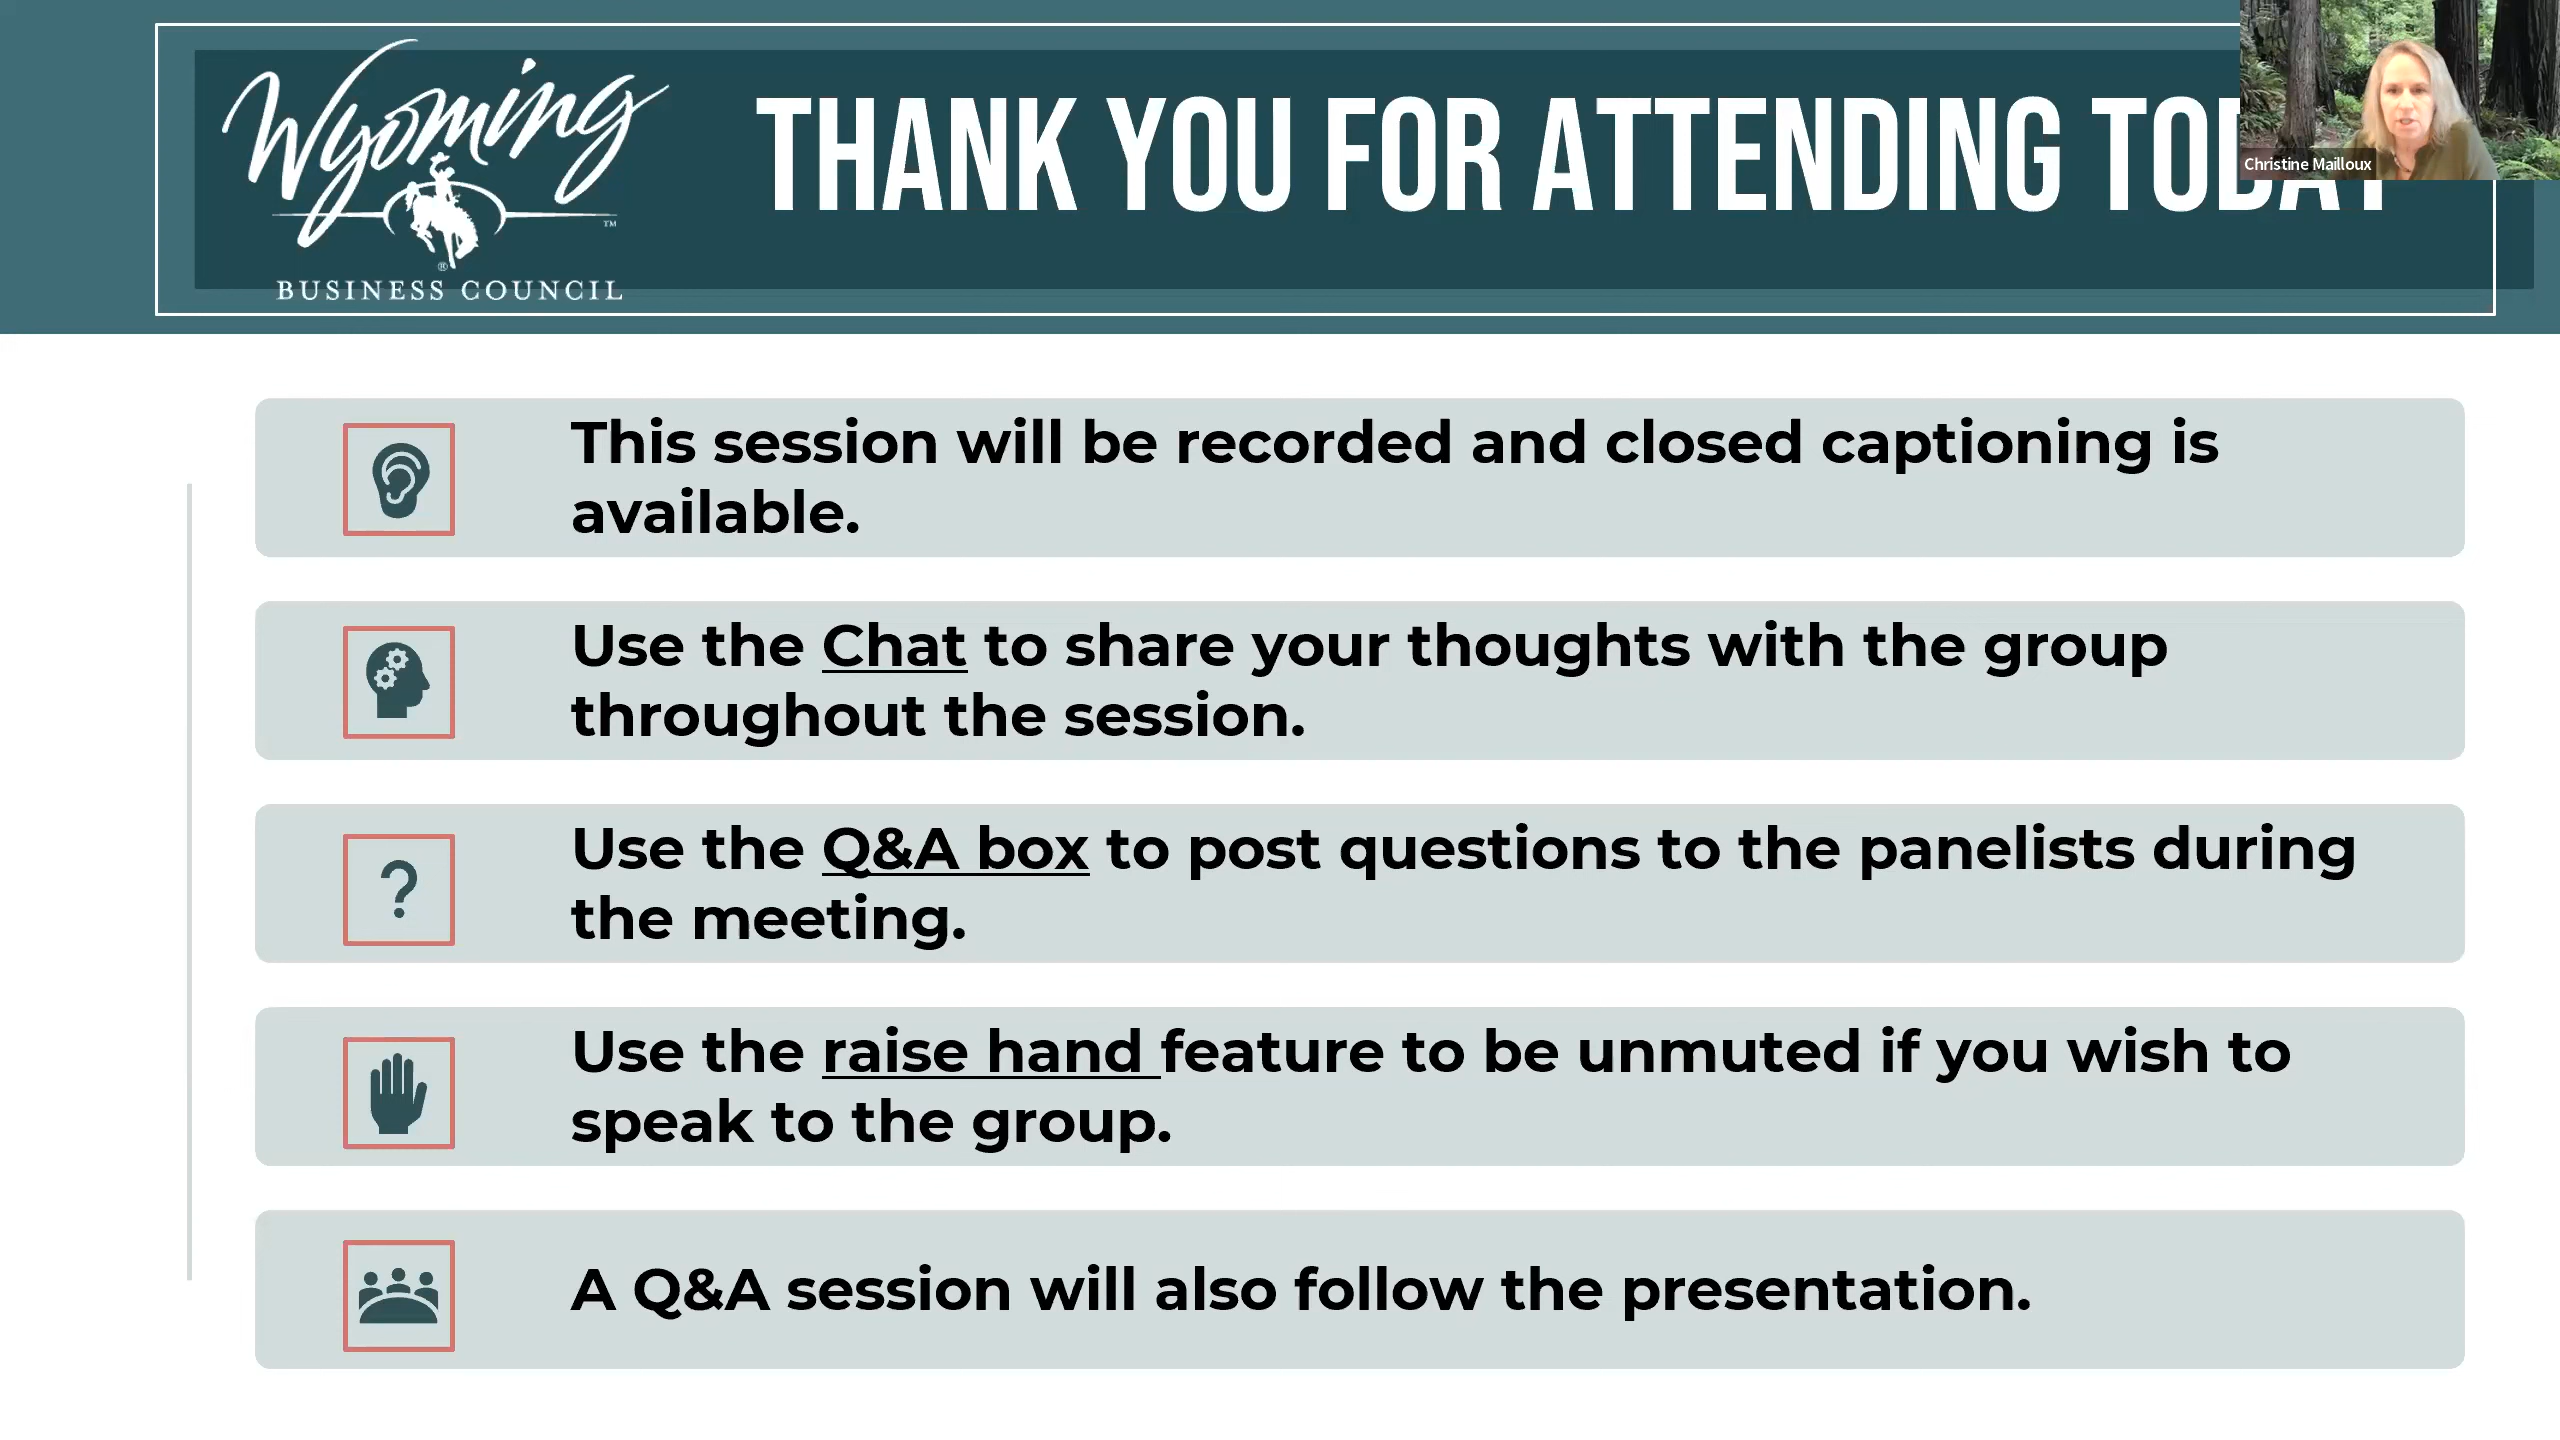 Wyoming
™
®
BUSINESS COUNCIL
THANK YOU FOR ATTENDING TODAY
Christine Mailloux
This session will be recorded and closed captioning is
available.
Use the Chat to share your thoughts with the group
throughout the session.
?
Use the Q&A box to post questions to the panelists during
the meeting.
Use the raise hand feature to be unmuted if you wish to
speak to the group.
A Q&A session will also follow the presentation.